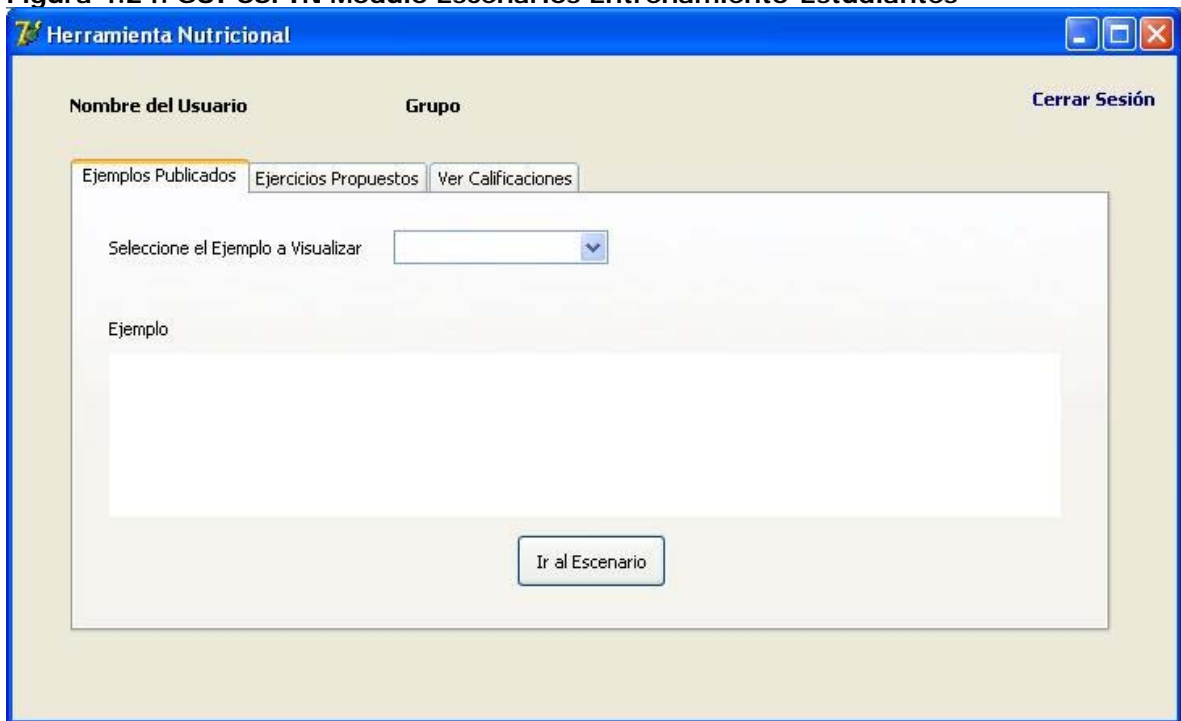 Herramienta Nutricional
Nombre del Usuario Grupo Cerrar Sesión
Ejemplos Publicados Ejercicios Propuestos Ver Calificaciones
Seleccione el Ejemplo a Visualizar
Ejemplo
Ir al Escenario